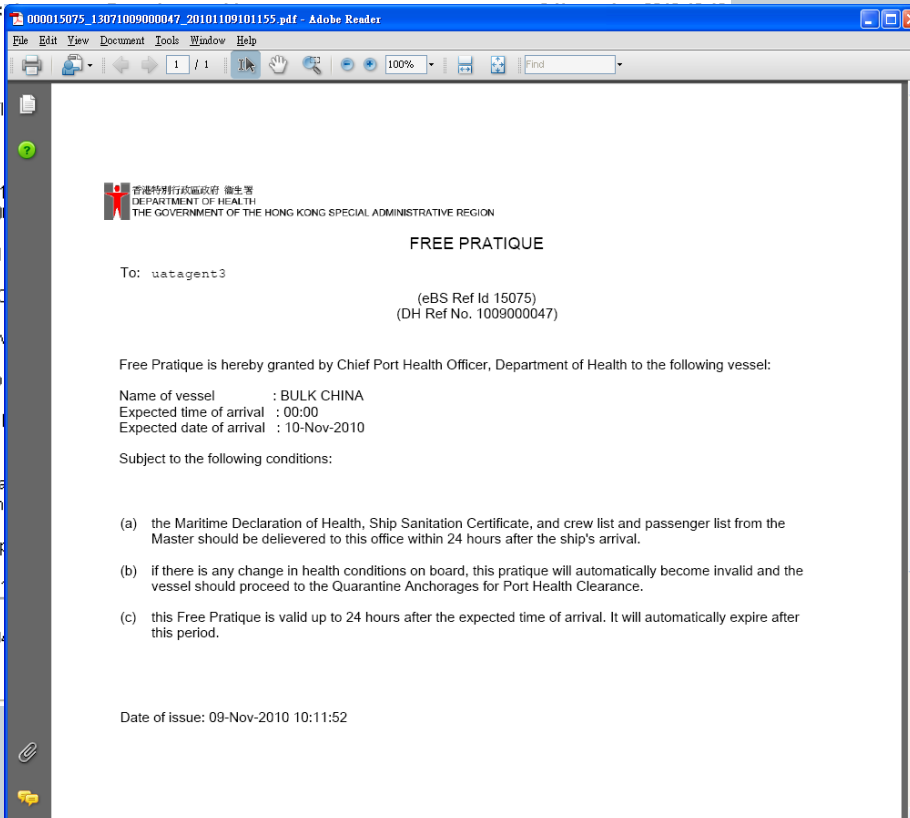 000015075_13071009000047_20101109101155.pdf - Adobe Reader
File Edit View Document Tools Window Help
1 / 1 100% Find
香港特別行政區政府 衞生署
DEPARTMENT OF HEALTH
THE GOVERNMENT OF THE HONG KONG SPECIAL ADMINISTRATIVE REGION
FREE PRATIQUE
To: uatagent3
(eBS Ref Id 15075)
(DH Ref No. 1009000047)
Free Pratique is hereby granted by Chief Port Health Officer, Department of Health to the following vessel:
Name of vessel : BULK CHINA
Expected time of arrival : 00:00
Expected date of arrival : 10-Nov-2010
Subject to the following conditions:
(a) the Maritime Declaration of Health, Ship Sanitation Certificate, and crew list and passenger list from the
Master should be delievered to this office within 24 hours after the ship's arrival.
(b) if there is any change in health conditions on board, this pratique will automatically become invalid and the
vessel should proceed to the Quarantine Anchorages for Port Health Clearance.
(c) this Free Pratique is valid up to 24 hours after the expected time of arrival. It will automatically expire after
this period.
Date of issue: 09-Nov-2010 10:11:52